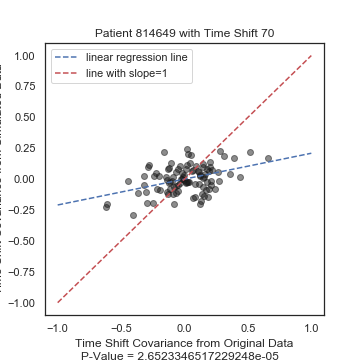 Patient 814649 with Time Shift 70
linear regression line
line with slope=1
1.00
0.75
0.50
0.25
0.00
−0.25
−0.50
−0.75
−1.00
−1.0
−0.5
0.0
0.5
1.0
Time Shift Covariance from Original Data
P-Value = 2.6523346517229248e-05